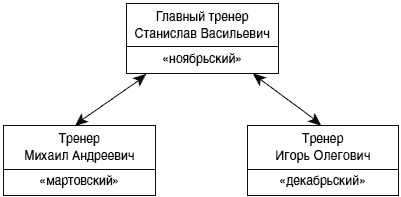 Главный тренер
Станислав Васильевич
«ноябрьский»
Тренер
Михаил Андреевич
«мартовский»
Тренер
Игорь Олегович
«декабрьский»